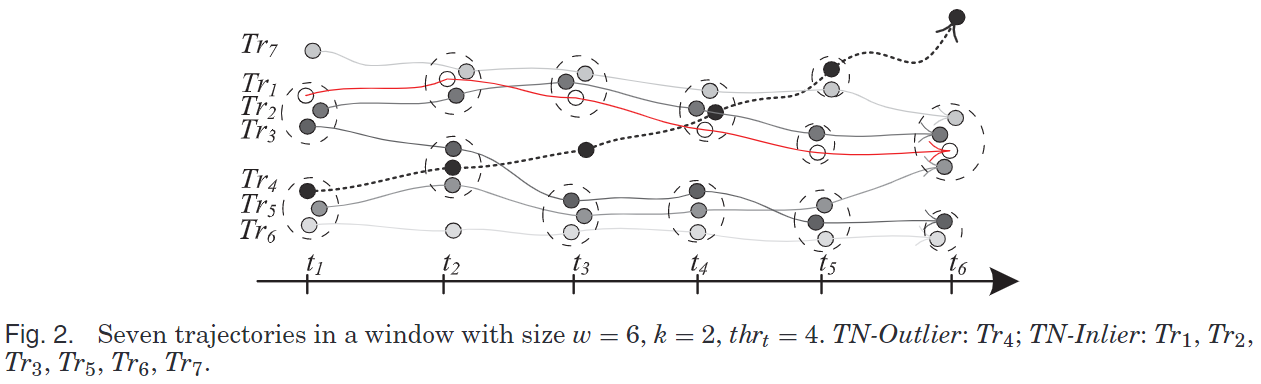 Tr7
Tr1
Tr2
Tr3
Tr4
Tr5
Tr6
t1 t2 t3 t4 t5 t6
Fig. 2. Seven trajectories in a window with size w = 6, k = 2, thrt = 4. TN-Outlier: Tr4; TN-Inlier: Tr1, Tr2,
Tr3, Tr5, Tr6, Tr7.